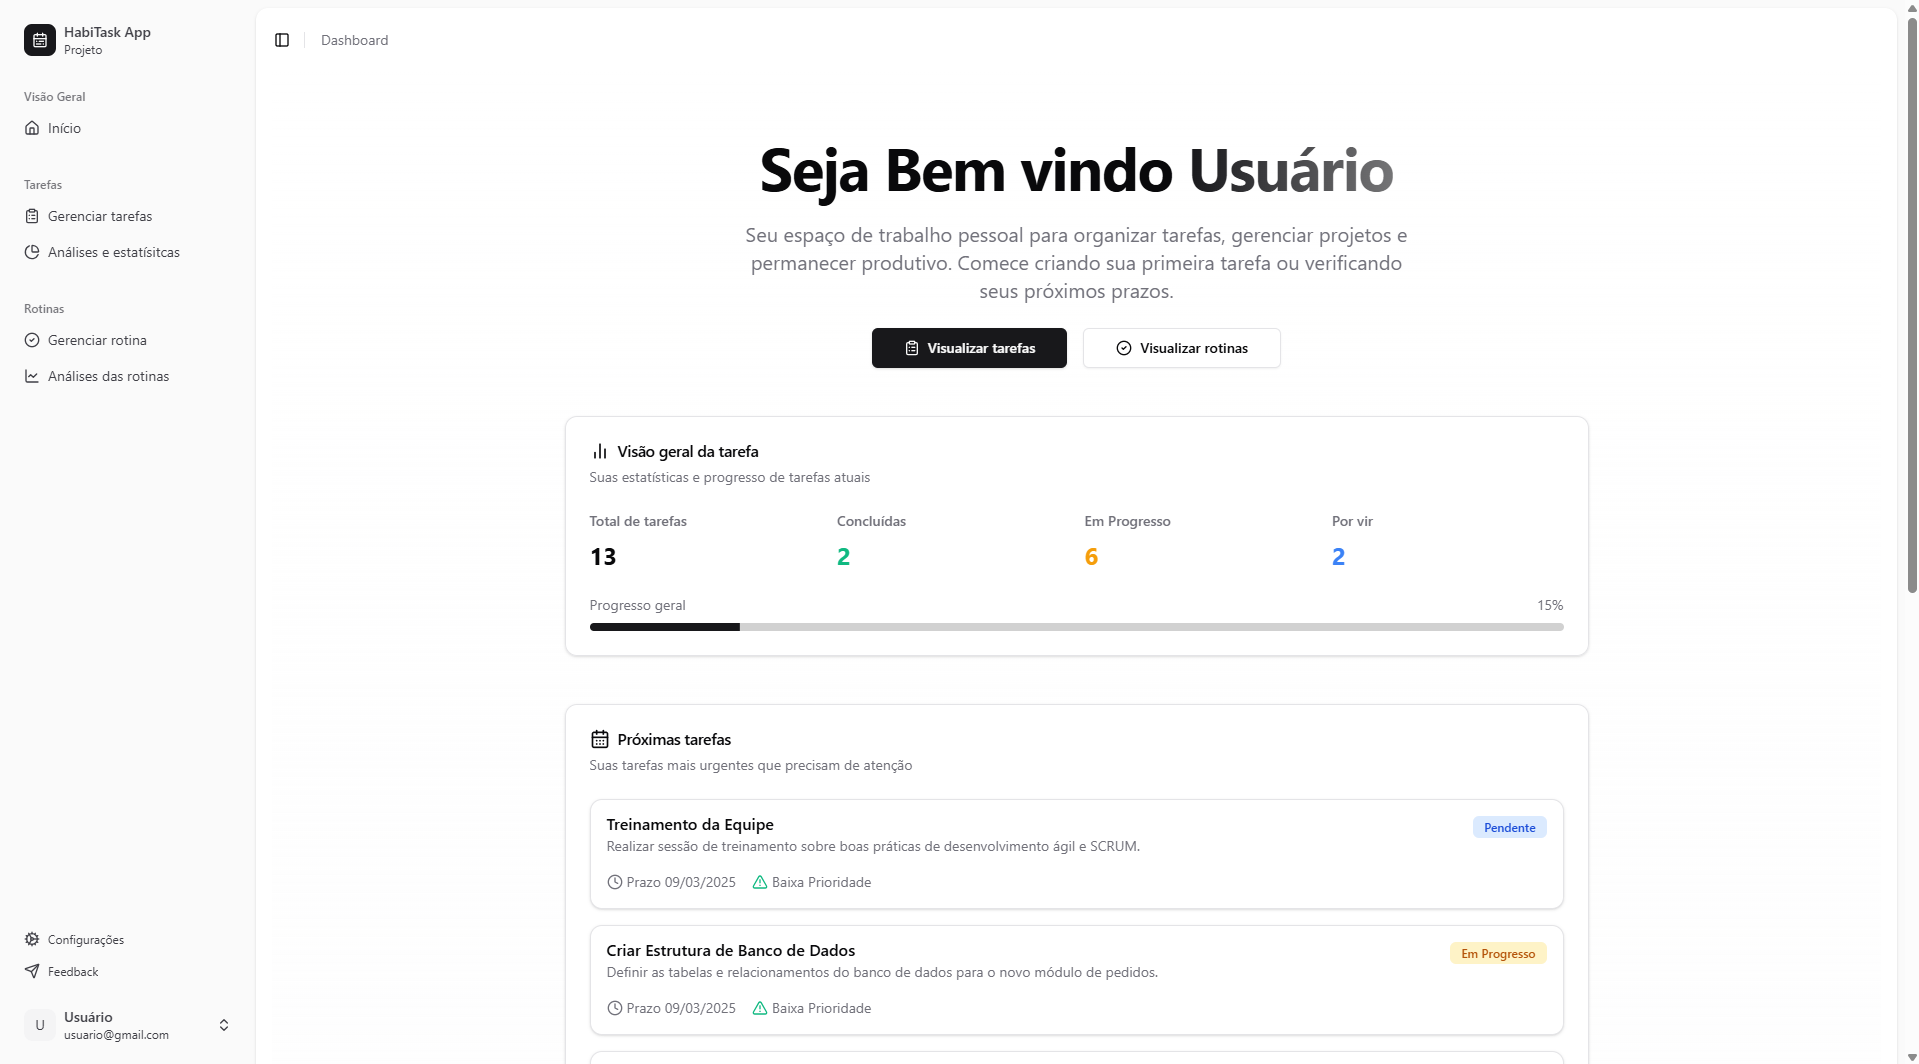 HabiTask App
Projeto
Visão Geral
Início
Tarefas
Gerenciar tarefas
Análises e estatísitcas
Rotinas
Gerenciar rotina
Análises das rotinas
Configurações
Feedback
U
Usuário
usuario@gmail.com
Dashboard
Seja Bem vindo Usuário
Seu espaço de trabalho pessoal para organizar tarefas, gerenciar projetos e
permanecer produtivo. Comece criando sua primeira tarefa ou verificando
seus próximos prazos.
Visualizar tarefas
Visualizar rotinas
Visão geral da tarefa
Suas estatísticas e progresso de tarefas atuais
Total de tarefas
13
Concluídas
2
Em Progresso
6
Por vir
2
Progresso geral
15%
Próximas tarefas
Suas tarefas mais urgentes que precisam de atenção
Treinamento da Equipe
Pendente
Realizar sessão de treinamento sobre boas práticas de desenvolvimento ágil e SCRUM.
Prazo 09/03/2025
Baixa Prioridade
Criar Estrutura de Banco de Dados
Em Progresso
Definir as tabelas e relacionamentos do banco de dados para o novo módulo de pedidos.
Prazo 09/03/2025
Baixa Prioridade